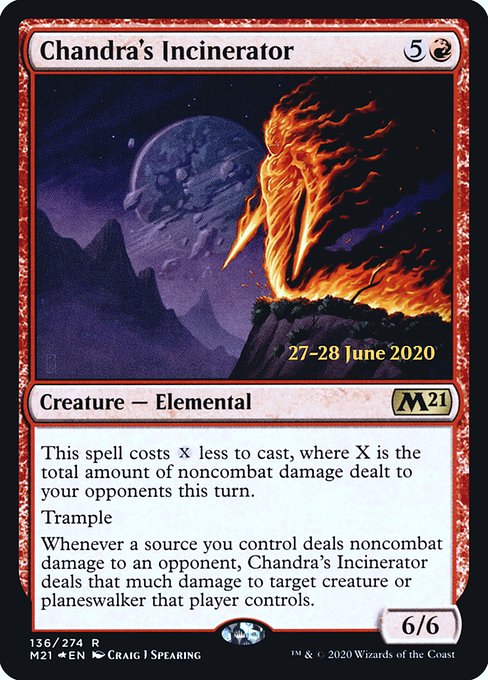 Chandra's Incinerator 5
27–28 June 2020
Creature — Elemental M21
This spell costs X less to cast, where X is the
total amount of noncombat damage dealt to
your opponents this turn.
Trample
Whenever a source you control deals noncombat
damage to an opponent, Chandra's Incinerator
deals that much damage to target creature or
planeswalker that player controls.
6/6
136/274 R
M21 ★ EN Craig J Spearing ™ & © 2020 Wizards of the Coast